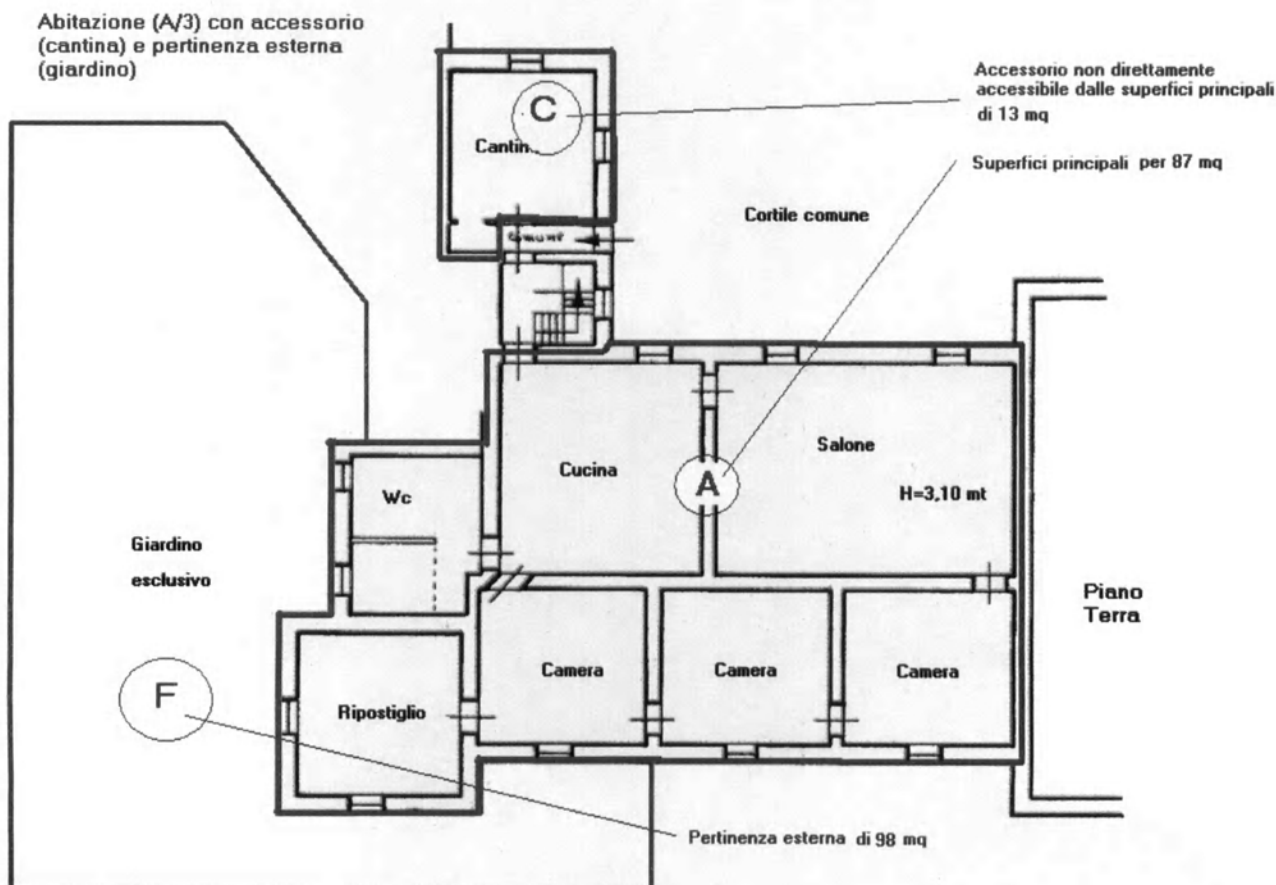 Abitazione (A/3) con accessorio
(cantina) e pertinenza esterna
(giardino)
Accessorio non direttamente
accessibile dalle superfici principali
di 13 mq
C
Cantin
Superfici principali per 87 mq
Cortile comune
comune
Cucina
Salone
A
H=3,10 mt
Wc
Giardino
esclusivo
Piano
Terra
F
Ripostiglio
Camera
Camera
Camera
Pertinenza esterna di 98 mq